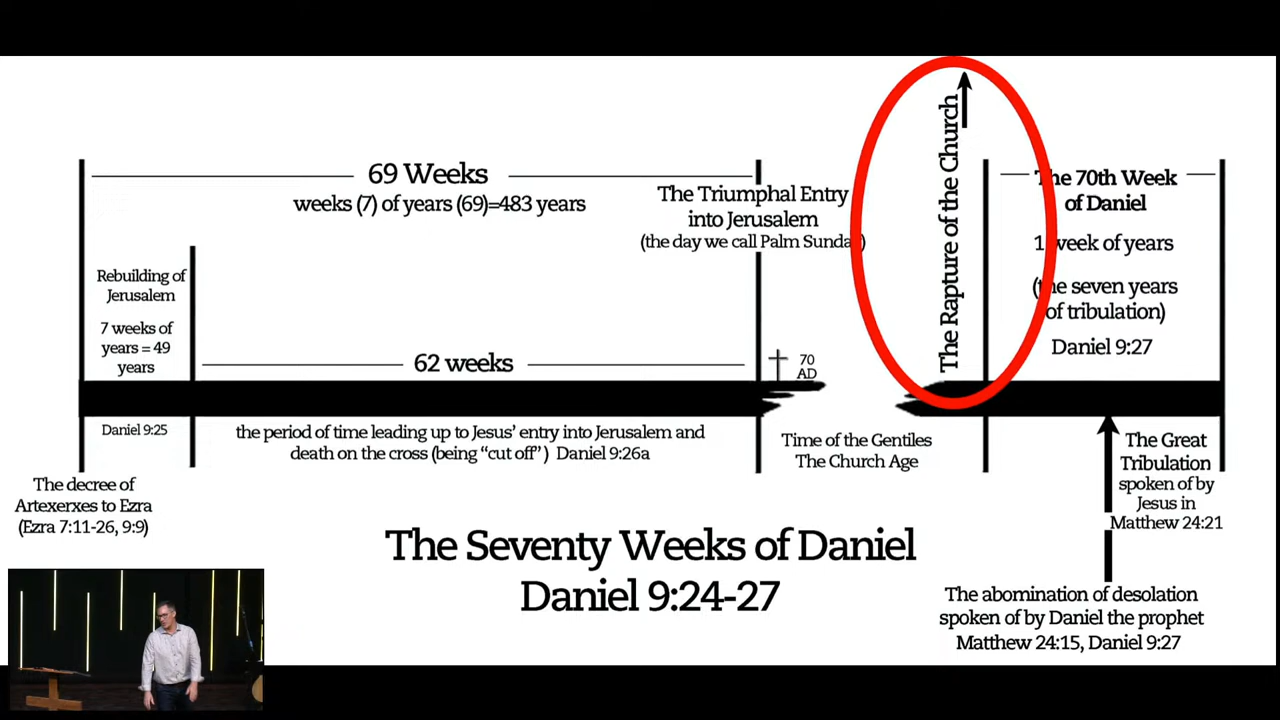 69 Weeks
weeks (7) of years (69)=483 years
The Triumphal Entry
into Jerusalem
(the day we call Palm Sunday)
The Rapture of the Church
The 70th Week
of Daniel
1 week of years
(the seven years
of tribulation)
Daniel 9:27
Rebuilding of
Jerusalem
7 weeks of
years = 49
years
62 weeks
70
AD
Daniel 9:25
the period of time leading up to Jesus’ entry into Jerusalem and
death on the cross (being “cut off”) Daniel 9:26a
Time of the Gentiles
The Church Age
The decree of
Artexerxes to Ezra
(Ezra 7:11-26, 9:9)
The Great
Tribulation
spoken of by
Jesus in
Matthew 24:21
The Seventy Weeks of Daniel
Daniel 9:24-27
The abomination of desolation
spoken of by Daniel the prophet
Matthew 24:15, Daniel 9:27